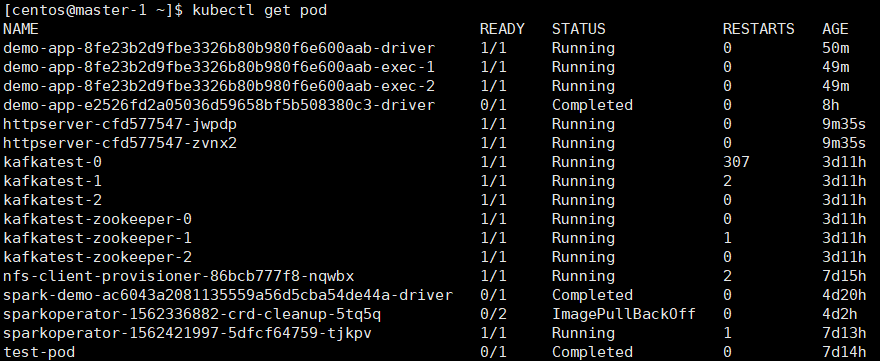 [centos@master-1 ~]$ kubectl get pod
NAME READY STATUS RESTARTS AGE
demo-app-8fe23b2d9fbe3326b80b980f6e600aab-driver 1/1 Running 0 50m
demo-app-8fe23b2d9fbe3326b80b980f6e600aab-exec-1 1/1 Running 0 49m
demo-app-8fe23b2d9fbe3326b80b980f6e600aab-exec-2 1/1 Running 0 49m
demo-app-e2526fd2a05036d59658bf5b508380c3-driver 0/1 Completed 0 8h
httpserver-cfd577547-jwpdp 1/1 Running 0 9m35s
httpserver-cfd577547-zvnx2 1/1 Running 0 9m35s
kafkatest-0 1/1 Running 307 3d11h
kafkatest-1 1/1 Running 2 3d11h
kafkatest-2 1/1 Running 0 3d11h
kafkatest-zookeeper-0 1/1 Running 0 3d11h
kafkatest-zookeeper-1 1/1 Running 1 3d11h
kafkatest-zookeeper-2 1/1 Running 0 3d11h
nfs-client-provisioner-86bcb777f8-nqwbx 1/1 Running 2 7d15h
spark-demo-ac6043a2081135559a56d5cba54de44a-driver 0/1 Completed 0 4d20h
sparkoperator-1562336882-crd-cleanup-5tq5q 0/2 ImagePullBackOff 0 4d2h
sparkoperator-1562421997-5dfcf64759-tjkpv 1/1 Running 1 7d13h
test-pod 0/1 Completed 0 7d14h